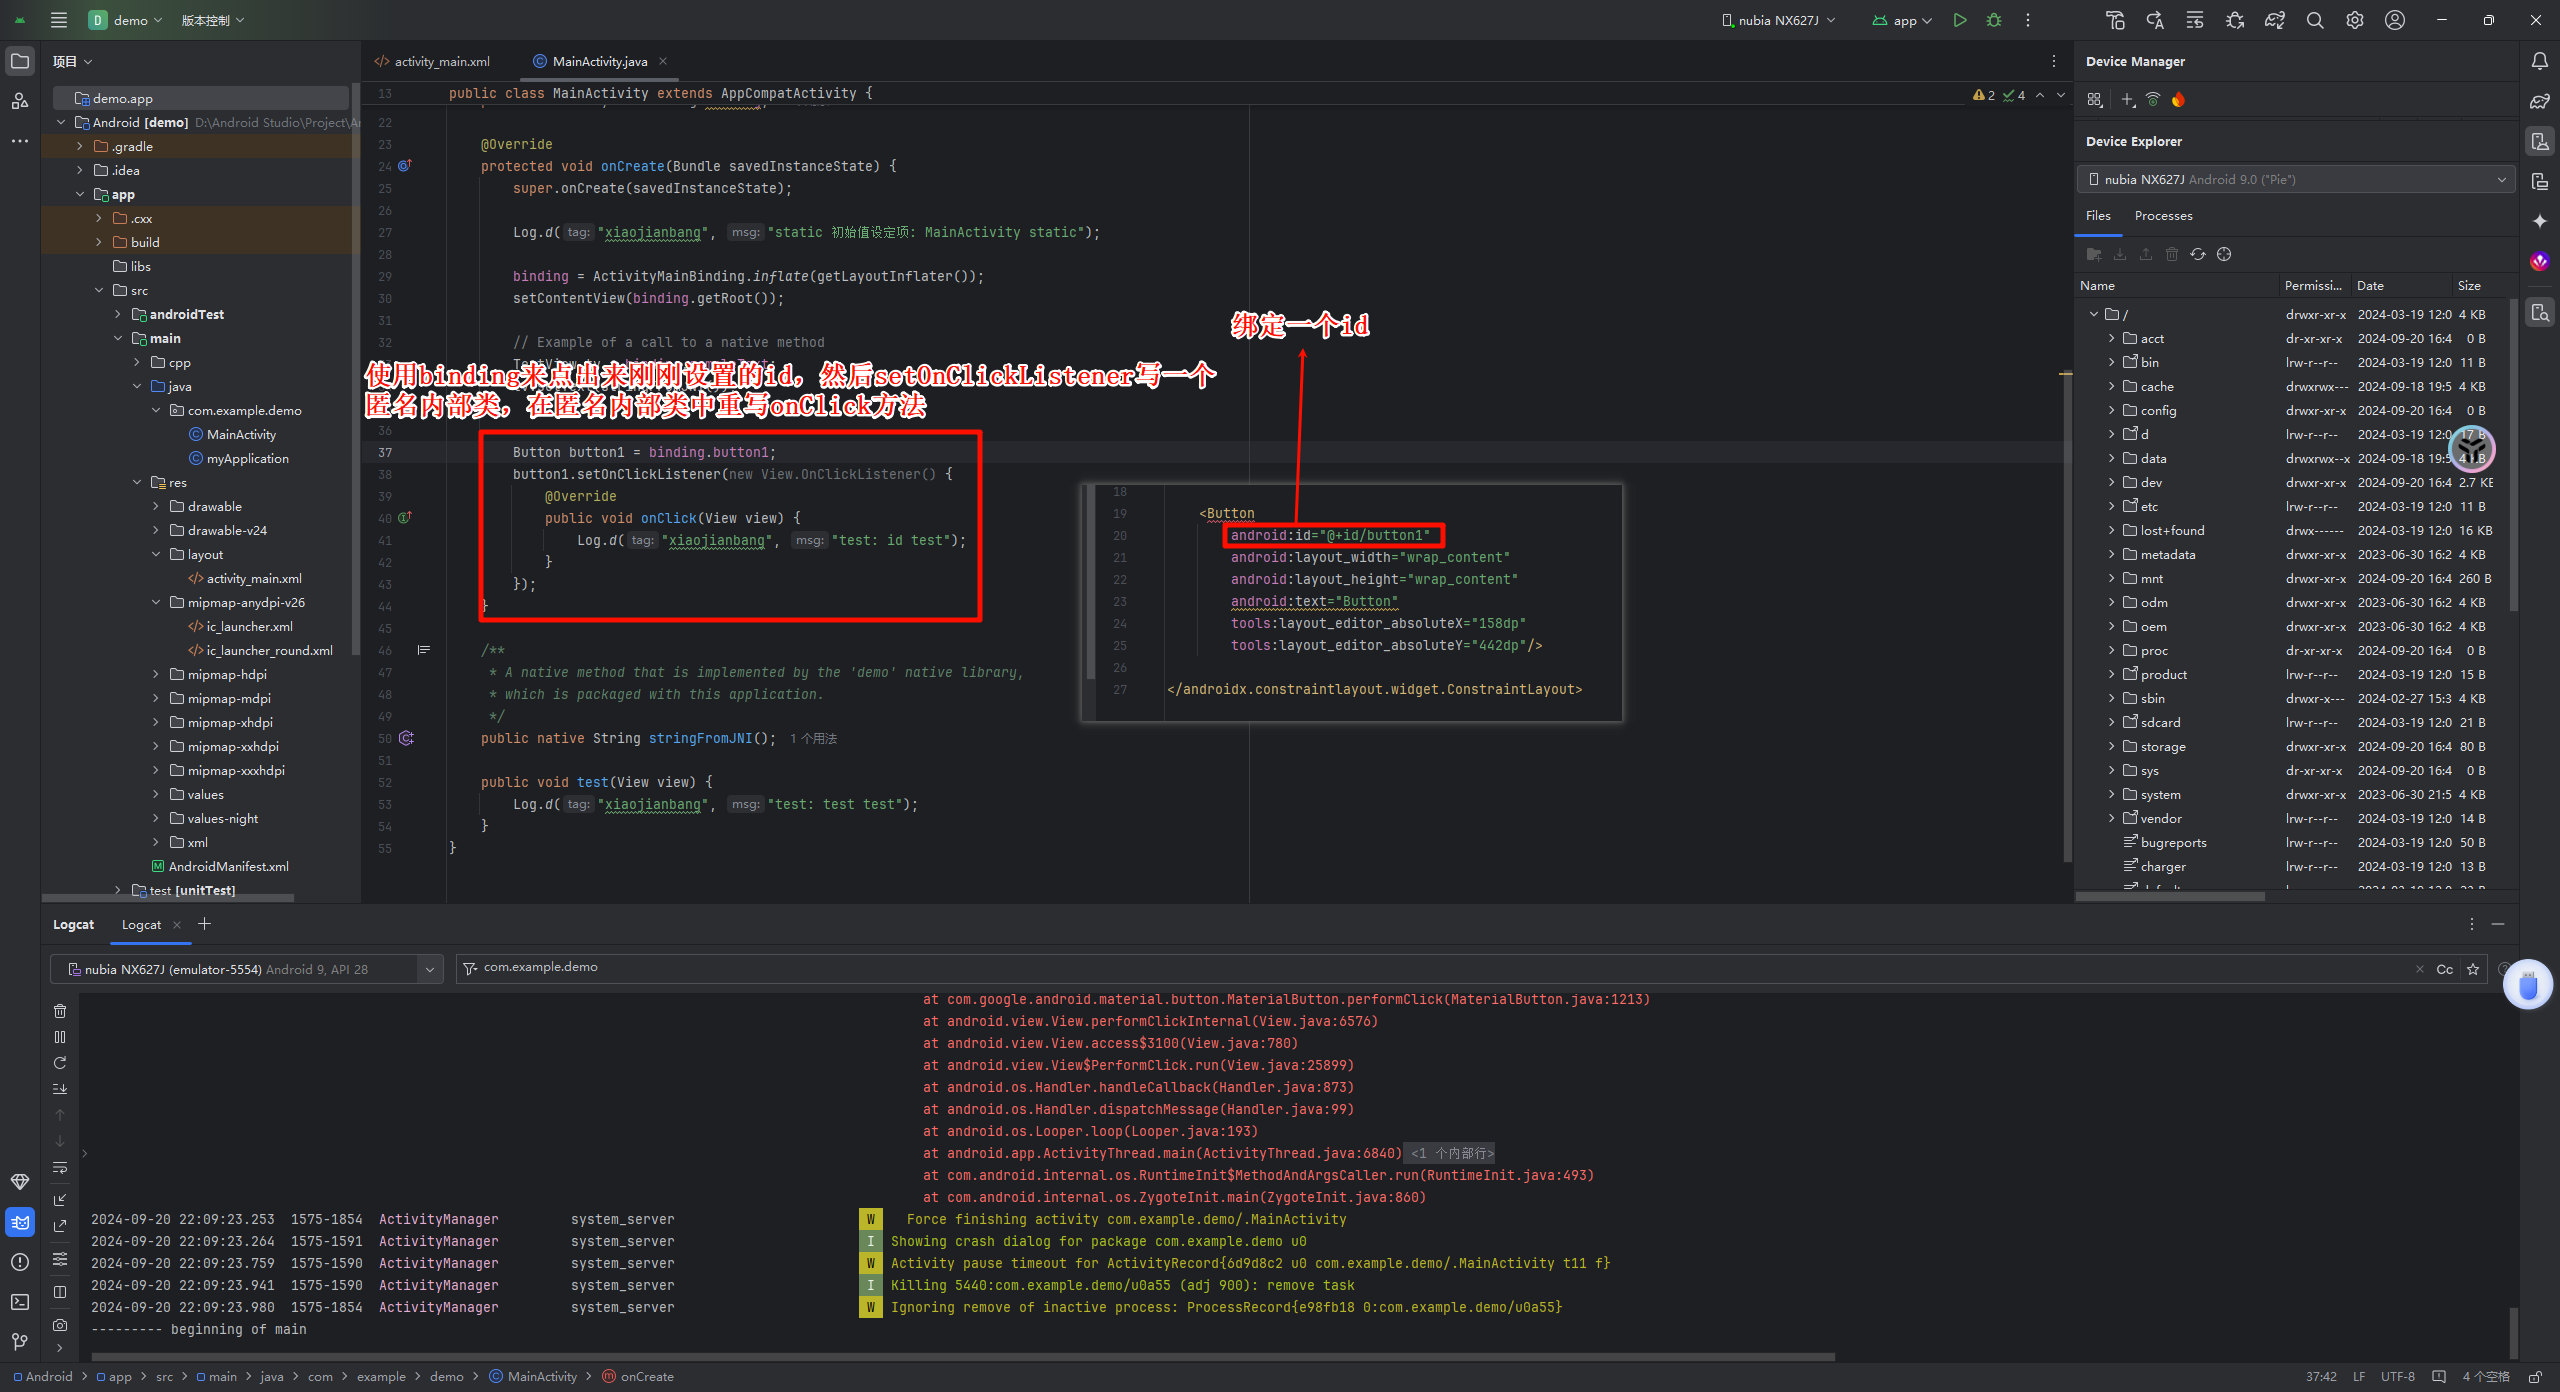 demo
版本控制
nubia NX627J
app
项目
activity_main.xml
MainActivity.java
demo.app
Android [demo] D:\Android Studio\Project\A
.gradle
.idea
app
.cxx
build
libs
src
androidTest
main
cpp
java
com.example.demo
MainActivity
myApplication
res
drawable
drawable-v24
layout
activity_main.xml
mipmap-anydpi-v26
ic_launcher.xml
ic_launcher_round.xml
mipmap-hdpi
mipmap-mdpi
mipmap-xhdpi
mipmap-xxhdpi
mipmap-xxxhdpi
values
values-night
xml
AndroidManifest.xml
test [unitTest]
13 public class MainActivity extends AppCompatActivity {
2 4
22
23 @Override
24 protected void onCreate(Bundle savedInstanceState) {
25 super.onCreate(savedInstanceState);
26
27 Log.d( tag: "xiaojianbang", msg: "static 初始值设定项: MainActivity static");
28
29 binding = ActivityMainBinding.inflate(getLayoutInflater());
30 setContentView(binding.getRoot());
31
32 // Example of a call to a native method
使用binding来点出来刚刚设置的id，然后setOnClickListener写一个
匿名内部类，在匿名内部类中重写onClick方法
36
37 Button button1 = binding.button1;
38 button1.setOnClickListener(new View.OnClickListener() {
39 @Override
40 public void onClick(View view) {
41 Log.d( tag: "xiaojianbang", msg: "test: id test");
42 }
43 });
44 }
45
46 /**
47 * A native method that is implemented by the 'demo' native library,
48 * which is packaged with this application.
49 */
50 public native String stringFromJNI(); 1 个用法
51
52 public void test(View view) {
53 Log.d( tag: "xiaojianbang", msg: "test: test test");
54 }
55 }
绑定一个id
18
19 <Button
20 android:id="@+id/button1"
21 android:layout_width="wrap_content"
22 android:layout_height="wrap_content"
23 android:text="Button"
24 tools:layout_editor_absoluteX="158dp"
25 tools:layout_editor_absoluteY="442dp"/>
26
27 </androidx.constraintlayout.widget.ConstraintLayout>
Device Manager
Device Explorer
nubia NX627J Android 9.0 ("Pie")
Files Processes
Name Permissi... Date Size
/ drwxr-xr-x 2024-03-19 12:0 4 KB
acct dr-xr-xr-x 2024-09-20 16:4 0 B
bin lrw-r--r-- 2024-03-19 12:0 11 B
cache drwxrwx--- 2024-09-18 19:5 4 KB
config drwxr-xr-x 2024-09-20 16:4 0 B
d lrw-r--r-- 2024-03-19 12:0 17 B
data drwxrwx--x 2024-09-18 19:5
dev drwxr-xr-x 2024-09-20 16:4 2.7 KE
etc lrw-r--r-- 2024-03-19 12:0 11 B
lost+found drwx------ 2024-03-19 12:0 16 KB
metadata drwxr-xr-x 2023-06-30 16:2 4 KB
mnt drwxr-xr-x 2024-09-20 16:4 260 B
odm drwxr-xr-x 2023-06-30 16:2 4 KB
oem drwxr-xr-x 2023-06-30 16:2 4 KB
proc dr-xr-xr-x 2024-09-20 16:4 0 B
product lrw-r--r-- 2024-03-19 12:0 15 B
sbin drwxr-x--- 2024-02-27 15:3 4 KB
sdcard lrw-r--r-- 2024-03-19 12:0 21 B
storage drwxr-xr-x 2024-09-20 16:4 80 B
sys dr-xr-xr-x 2024-09-20 16:4 0 B
system drwxr-xr-x 2023-06-30 21:5 4 KB
vendor lrw-r--r-- 2024-03-19 12:0 14 B
bugreports lrw-r--r-- 2024-03-19 12:0 50 B
charger lrw-r--r-- 2024-03-19 12:0 13 B
Logcat Logcat
nubia NX627J (emulator-5554) Android 9, API 28
com.example.demo
Cc
at com.google.android.material.button.MaterialButton.performClick(MaterialButton.java:1213)
at android.view.View.performClickInternal(View.java:6576)
at android.view.View.access$3100(View.java:780)
at android.view.View$PerformClick.run(View.java:25899)
at android.os.Handler.handleCallback(Handler.java:873)
at android.os.Handler.dispatchMessage(Handler.java:99)
at android.os.Looper.loop(Looper.java:193)
at android.app.ActivityThread.main(ActivityThread.java:6840) <1 个内部行>
at com.android.internal.os.RuntimeInit$MethodAndArgsCaller.run(RuntimeInit.java:493)
at com.android.internal.os.ZygoteInit.main(ZygoteInit.java:860)
2024-09-20 22:09:23.253 1575-1854 ActivityManager system_server W Force finishing activity com.example.demo/.MainActivity
2024-09-20 22:09:23.264 1575-1591 ActivityManager system_server I Showing crash dialog for package com.example.demo u0
2024-09-20 22:09:23.759 1575-1590 ActivityManager system_server W Activity pause timeout for ActivityRecord{6d9d8c2 u0 com.example.demo/.MainActivity t11 f}
2024-09-20 22:09:23.941 1575-1590 ActivityManager system_server I Killing 5440:com.example.demo/u0a55 (adj 900): remove task
2024-09-20 22:09:23.980 1575-1854 ActivityManager system_server W Ignoring remove of inactive process: ProcessRecord{e98fb18 0:com.example.demo/u0a55}
--------- beginning of main
Android > app > src > main > java > com > example > demo > MainActivity > onCreate
37:42 LF UTF-8 4 个空格